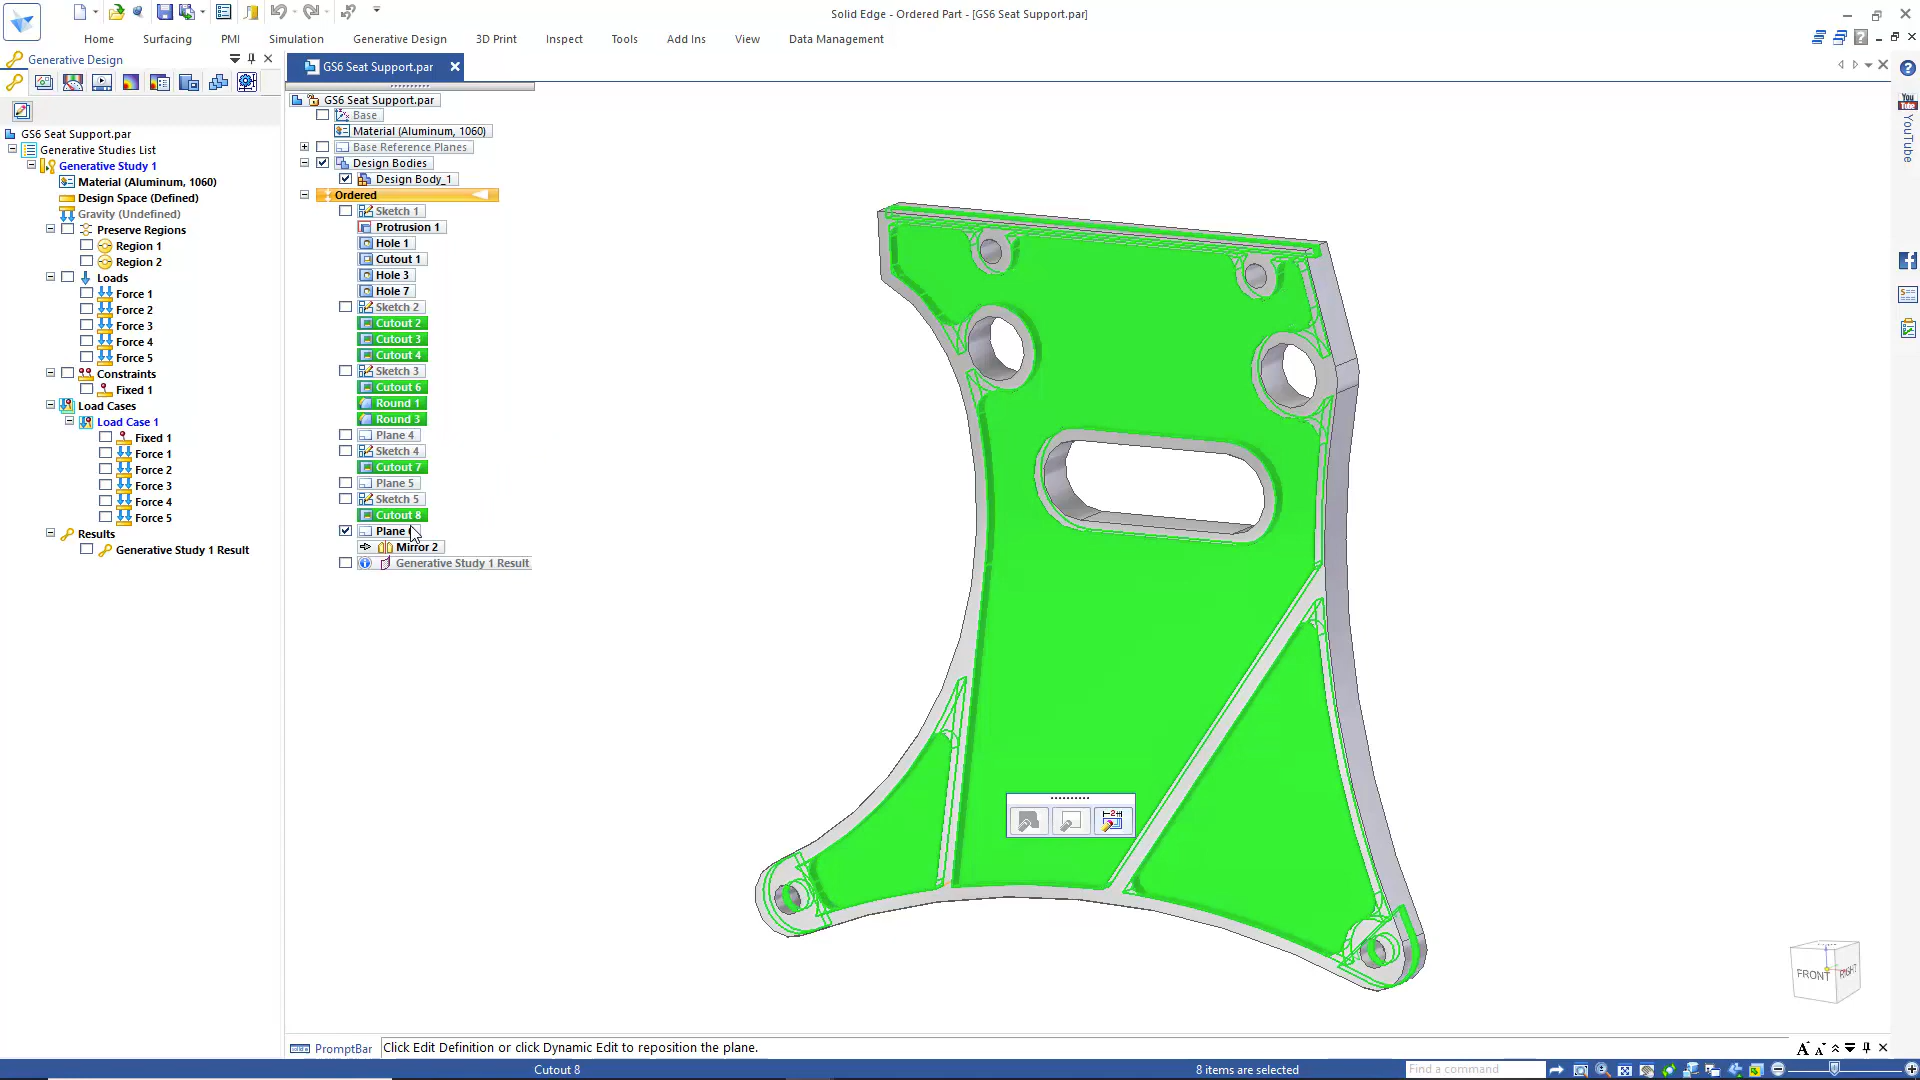 Solid Edge - Ordered Part - [GS6 Seat Support.par]
Home Surfacing PMI Simulation Generative Design 3D Print Inspect Tools Add Ins View Data Management
Generative Design
GS6 Seat Support.par
GS6 Seat Support.par
Generative Studies List
Generative Study 1
Material (Aluminum, 1060)
Design Space (Defined)
Gravity (Undefined)
Preserve Regions
Region 1
Region 2
Loads
Force 1
Force 2
Force 3
Force 4
Force 5
Constraints
Fixed 1
Load Cases
Load Case 1
Fixed 1
Force 1
Force 2
Force 3
Force 4
Force 5
Results
Generative Study 1 Result
GS6 Seat Support.par
Base
Material (Aluminum, 1060)
Base Reference Planes
Design Bodies
Design Body_1
Ordered
Sketch 1
Protrusion 1
Hole 1
Cutout 1
Hole 3
Hole 7
Sketch 2
Cutout 2
Cutout 3
Cutout 4
Sketch 3
Cutout 6
Round 1
Round 3
Plane 4
Sketch 4
Cutout 7
Plane 5
Sketch 5
Cutout 8
Plane
Mirror 2
Generative Study 1 Result
FRONT RIGHT
You
Tube
YouTube
PromptBar Click Edit Definition or click Dynamic Edit to reposition the plane.
Cutout 8 8 items are selected Find a command